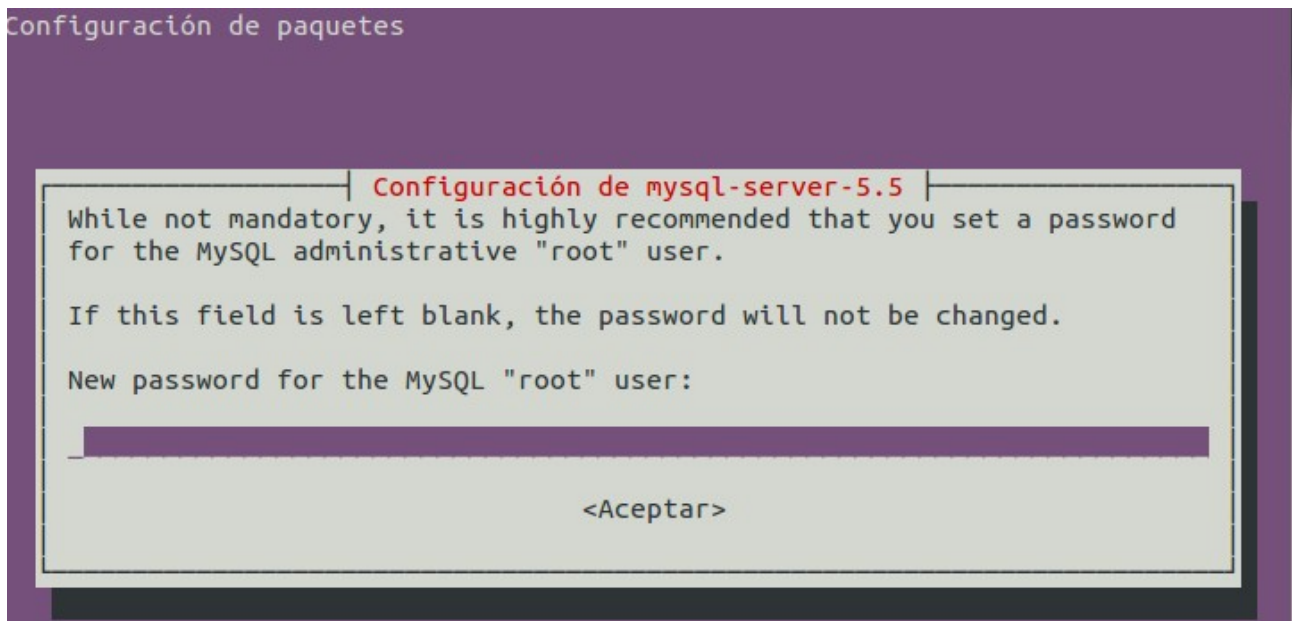 Configuración de paquetes
Configuración de mysql-server-5.5
While not mandatory, it is highly recommended that you set a password
for the MySQL administrative "root" user.
If this field is left blank, the password will not be changed.
New password for the MySQL "root" user:
<Aceptar>